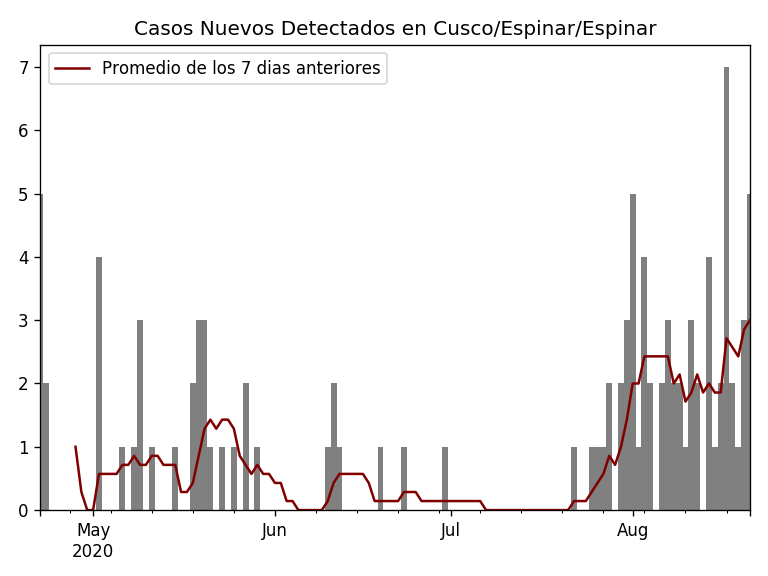 Casos Nuevos Detectados en Cusco/Espinar/Espinar
Promedio de los 7 dias anteriores
7
6
5
4
3
2
1
0
May
2020
Jun
Jul
Aug